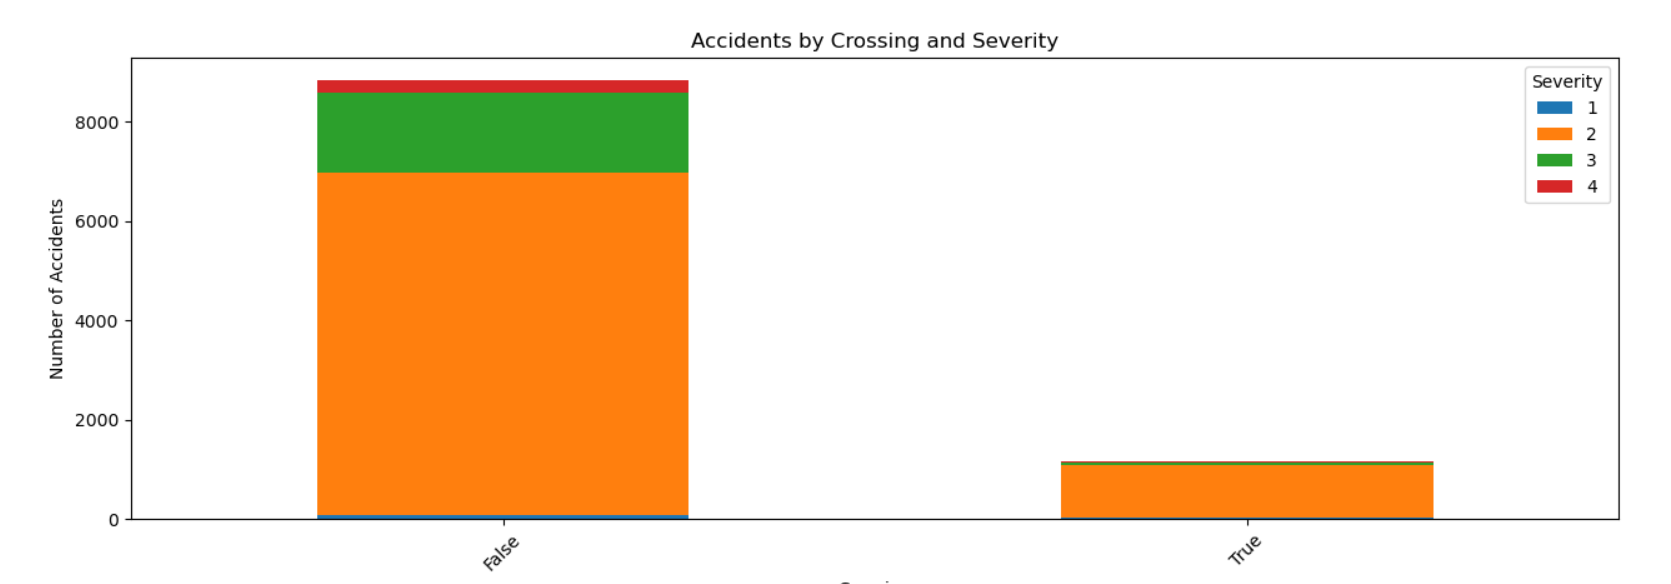 Accidents by Crossing and Severity
Severity
1
2
3
4
Number of Accidents
8000
6000
4000
2000
0
False
True